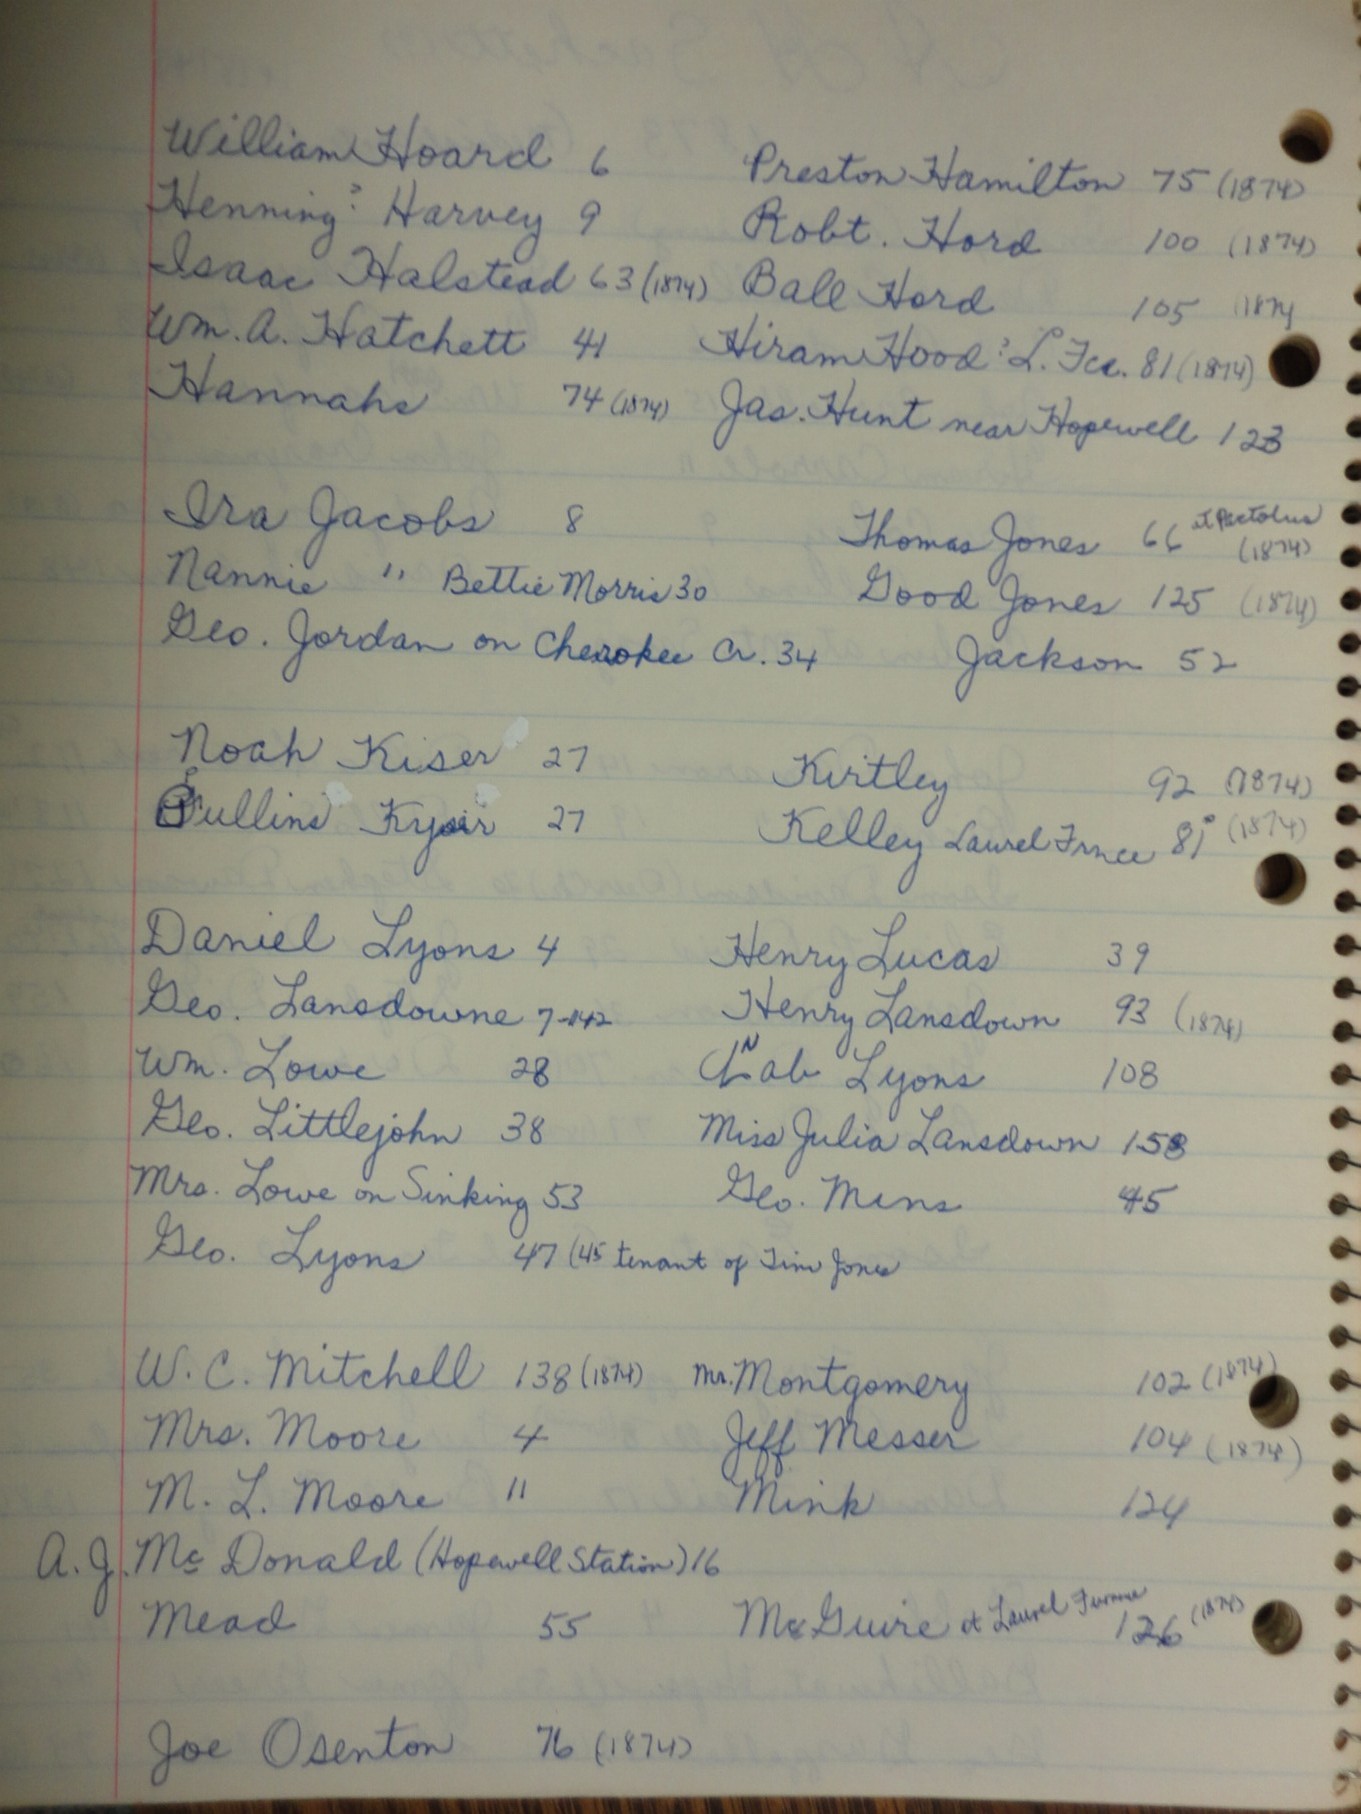 William Hoard 6 Preston Hamilton 75 (1874)
Henning? Harvey 9 Robt. Hord 100 (1874)
Isaac Halstead 63 (1874) Ball Hord 105 (1874
Wm. A. Hatchett 41 Hiram Hood? L. Fce. 81 (1874)
Hannahs 74 (1874) Jas. Hunt near Hopewell 123
Ira Jacobs 8 Thomas Jones 66 at Pactolus (1874)
Nannie " Bettie Morris 30 Good Jones 125 (1874)
Geo. Jordan on Cherokee Cr. 34 Jackson 52
Noah Kiser 27 Kirtley 92 (1874)
Pullins 27 Kelley Laurel Frnce 81 (1874)
Daniel Lyons 4 Henry Lucas 39
Geo. Lansdowne 7-142 Henry Lansdown 93 (1874)
Wm. Lowe 28 Lyons 108
Geo. Littlejohn 38 Miss Julia Lansdown 158
Mrs. Lowe on Sinking 53 Geo. Mins 45
Geo. Lyons 47 (45 tenant of Tim Jones
W. C. Mitchell 138 (1874) Mr. Montgomery 102 (1874)
Mrs. Moore 4 Jeff Messer 104 (1874)
M. L. Moore 11 Mink 124
A. J. McDonald (Hopewell Station) 16
Mead 55 McGuire at Laurel Furnace 126 (1874)
Joe Osenton 76 (1874)